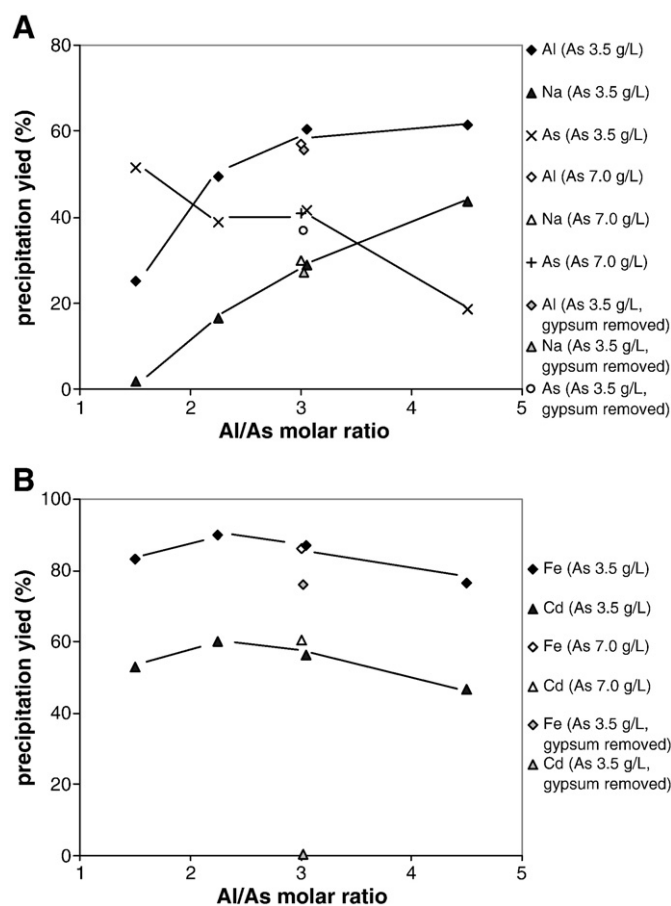 A
80
60
40
20
0
precipitation yied (%)
1 2 3 4 5
Al/As molar ratio
Al (As 3.5 g/L)
Na (As 3.5 g/L)
As (As 3.5 g/L)
Al (As 7.0 g/L)
Na (As 7.0 g/L)
As (As 7.0 g/L)
Al (As 3.5 g/L,
gypsum removed)
Na (As 3.5 g/L,
gypsum removed)
As (As 3.5 g/L,
gypsum removed)
B
100
80
60
40
20
0
precipitation yied (%)
1 2 3 4 5
Al/As molar ratio
Fe (As 3.5 g/L)
Cd (As 3.5 g/L)
Fe (As 7.0 g/L)
Cd (As 7.0 g/L)
Fe (As 3.5 g/L,
gypsum removed)
Cd (As 3.5 g/L,
gypsum removed)